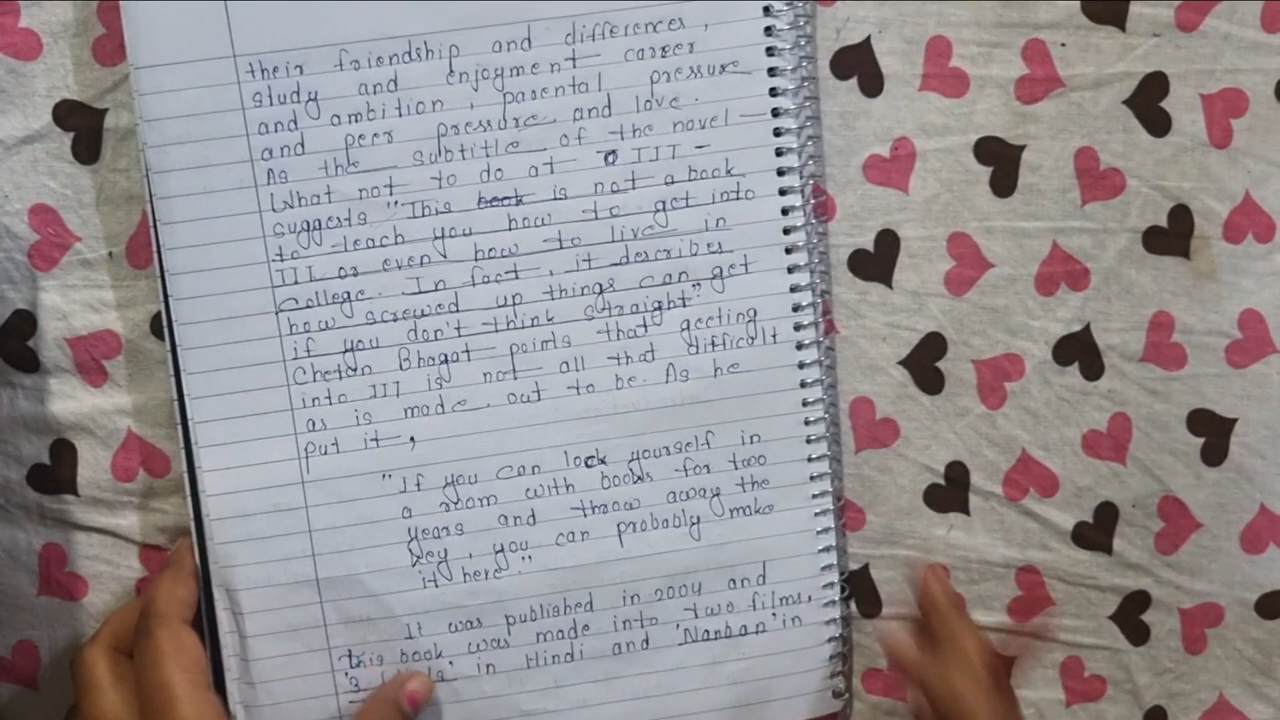 their friendship and differences,
study and enjoyment career
and ambition, parental pressure
and peer pressure, and love.
As the subtitle of the novel —
What not to do at IIT -
suggests "This book is not a book
to teach you how to get into
IIT or even how to live in
College. In fact, it describes
how screwed up things can get
if you don't think straight".
Chetan Bhagat points that geeting
into IIT is not all that difficult
as is made out to be. As he
put it,
"If you can lock yourself in
a room with books for two
years and throw away the
key, you can probably make
it here."
It was published in 2004 and
this book was made into two films,
'3 in Hindi and 'Nanban' in